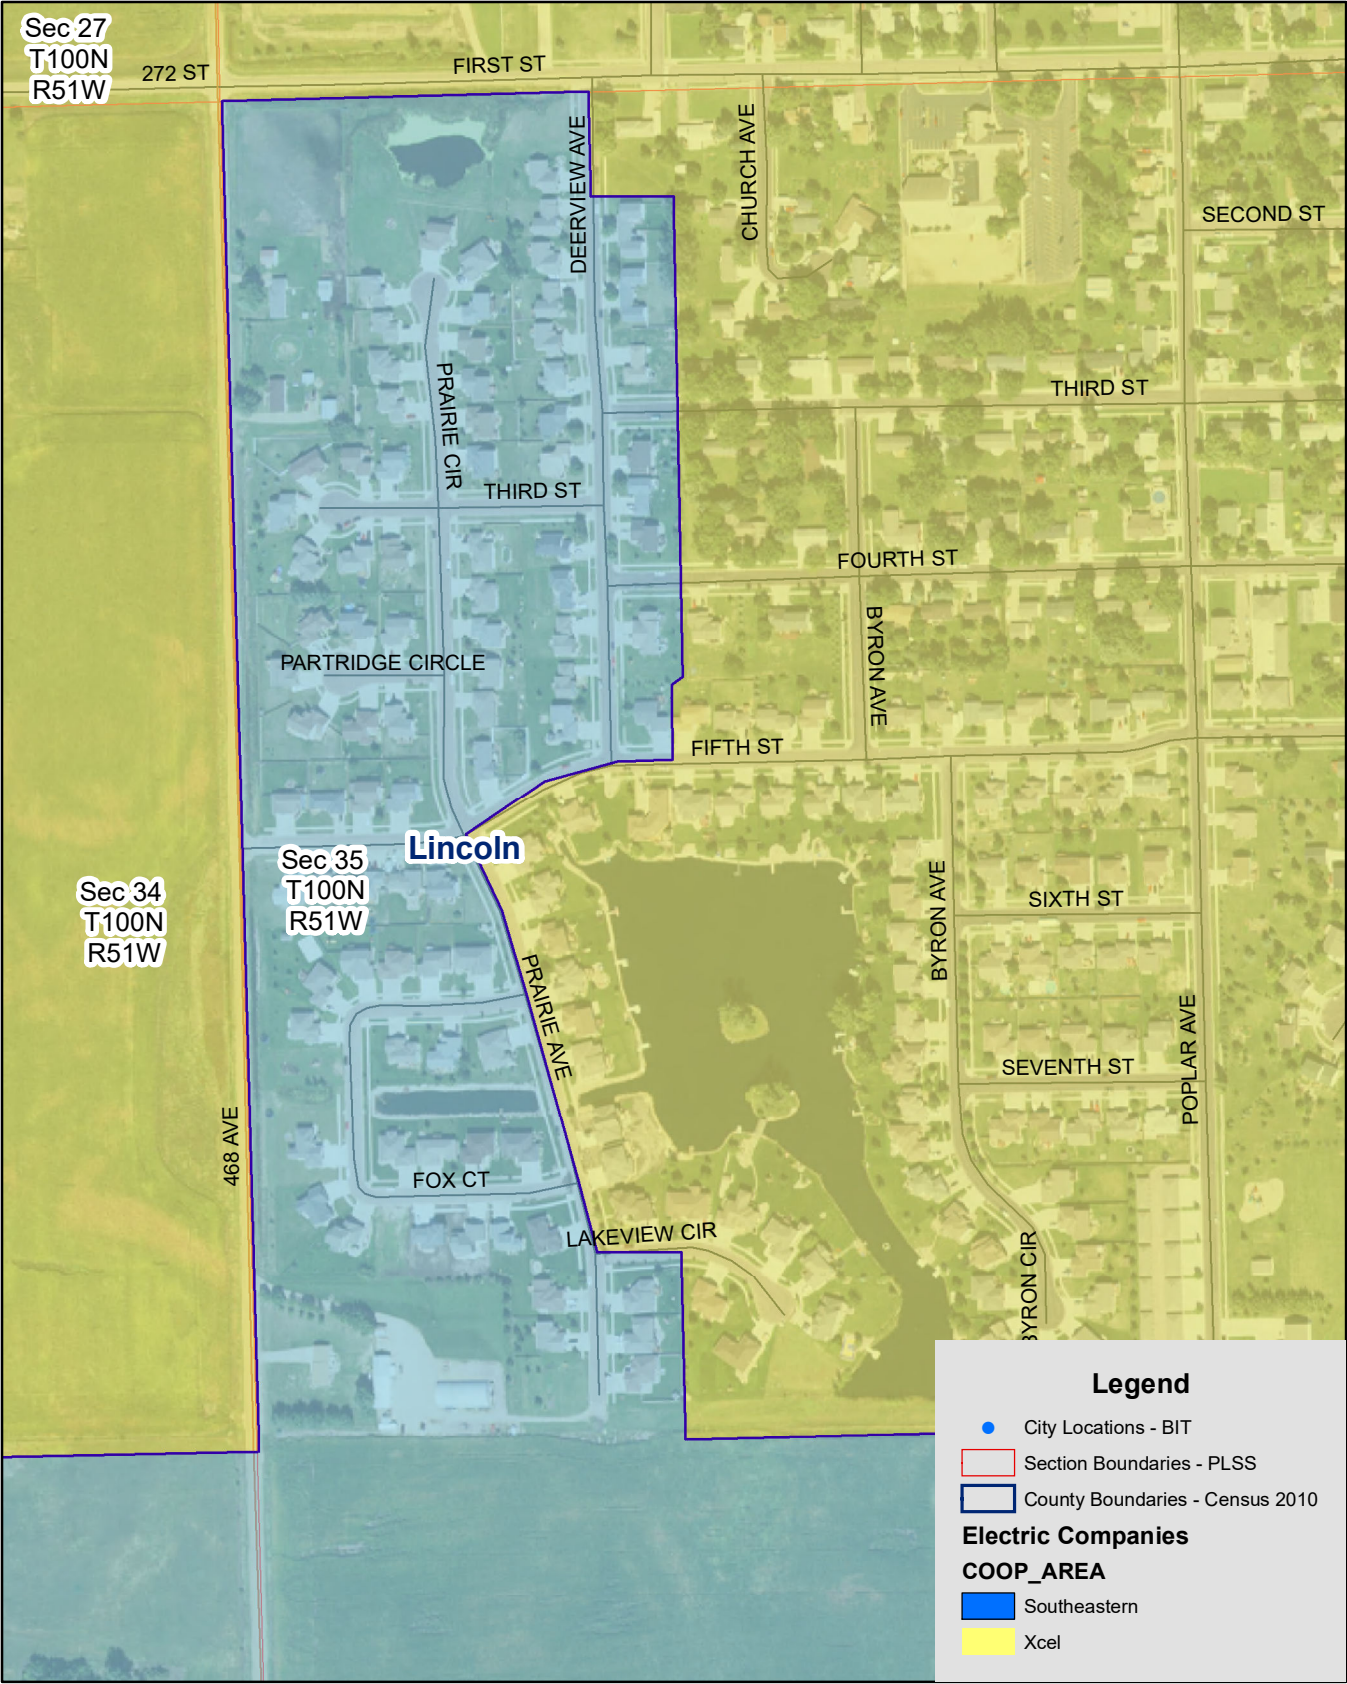 Sec 27
T100N
R51W
272 ST
FIRST ST
DEERVIEW AVE
CHURCH AVE
SECOND ST
PRAIRIE CIR
THIRD ST
THIRD ST
FOURTH ST
BYRON AVE
PARTRIDGE CIRCLE
FIFTH ST
Lincoln
Sec 35
T100N
R51W
Sec 34
T100N
R51W
PRAIRIE AVE
BYRON AVE
SIXTH ST
SEVENTH ST
POPLAR AVE
468 AVE
FOX CT
LAKEVIEW CIR
BYRON CIR
Legend
City Locations - BIT
Section Boundaries - PLSS
County Boundaries - Census 2010
Electric Companies
COOP_AREA
Southeastern
Xcel